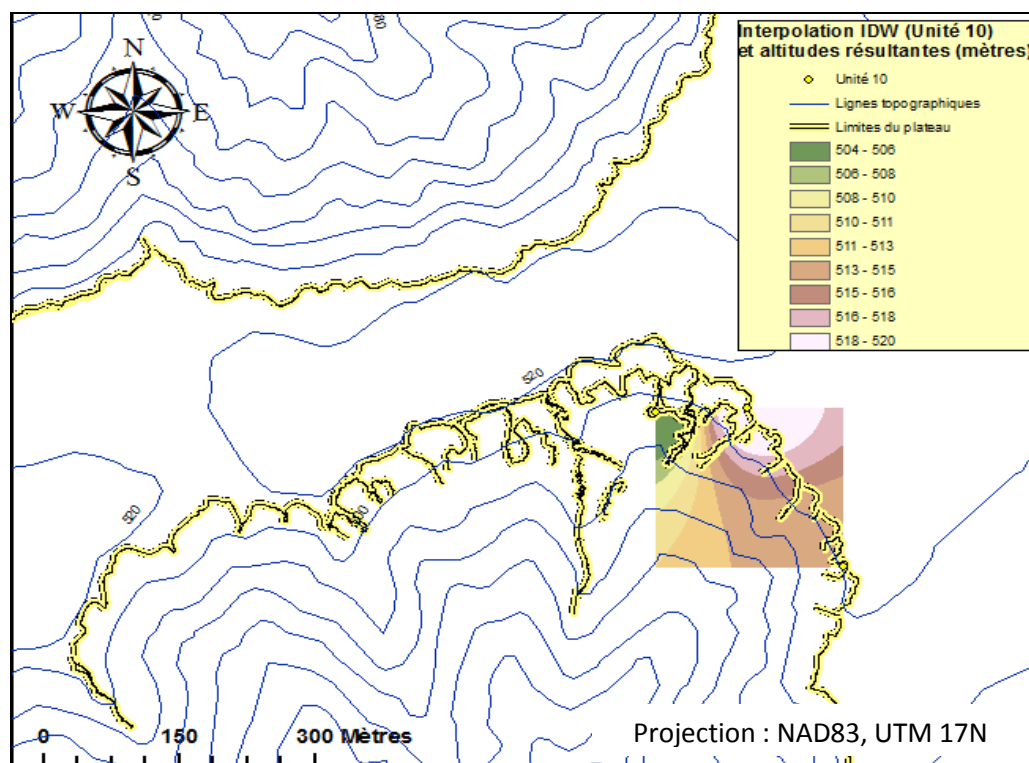 Interpolation IDW (Unité 10)
et altitudes résultantes (mètres)
Unité 10
Lignes topographiques
Limites du plateau
504 - 506
506 - 508
508 - 510
510 - 511
511 - 513
513 - 515
515 - 516
516 - 518
518 - 520
N
W
E
S
520
520
0
150
300 Mètres
Projection : NAD83, UTM 17N